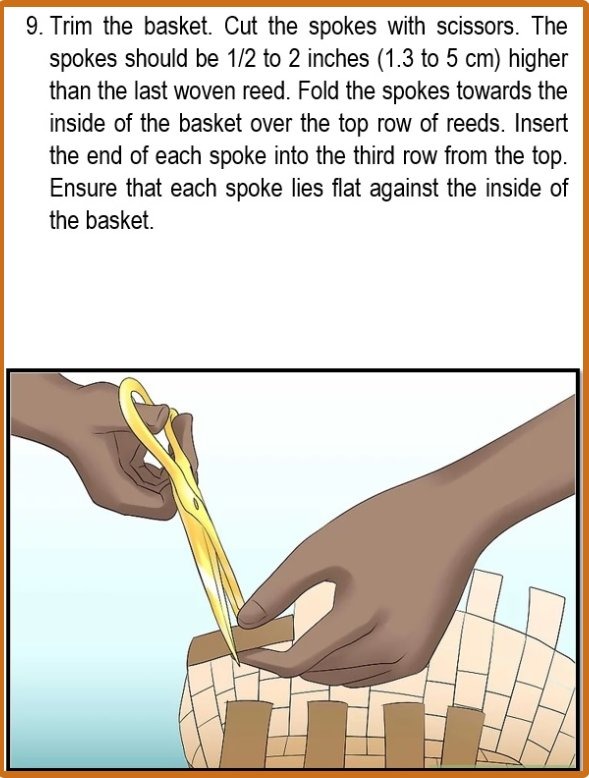 9. Trim the basket. Cut the spokes with scissors. The
spokes should be 1/2 to 2 inches (1.3 to 5 cm) higher
than the last woven reed. Fold the spokes towards the
inside of the basket over the top row of reeds. Insert
the end of each spoke into the third row from the top.
Ensure that each spoke lies flat against the inside of
the basket.